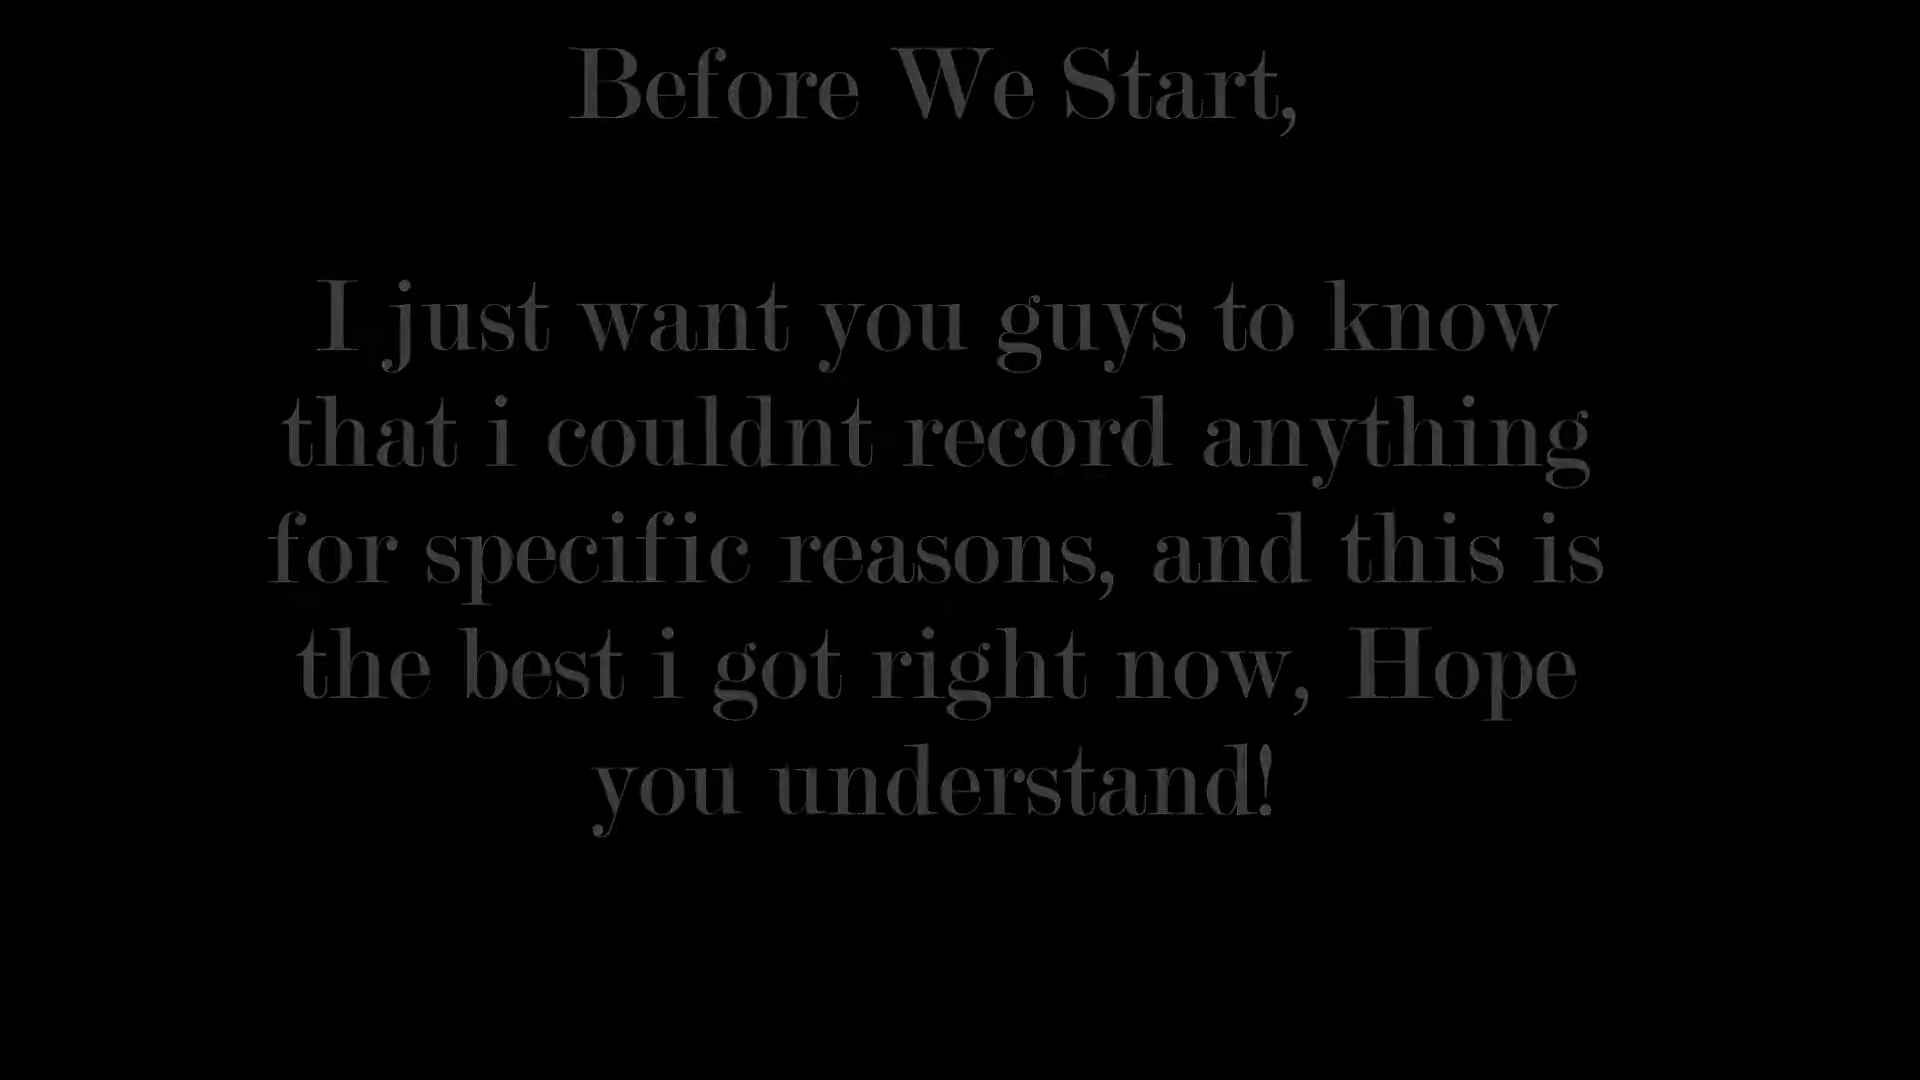 Before We Start,
I just want you guys to know
that i couldnt record anything
for specific reasons, and this is
the best i got right now, Hope
you understand!